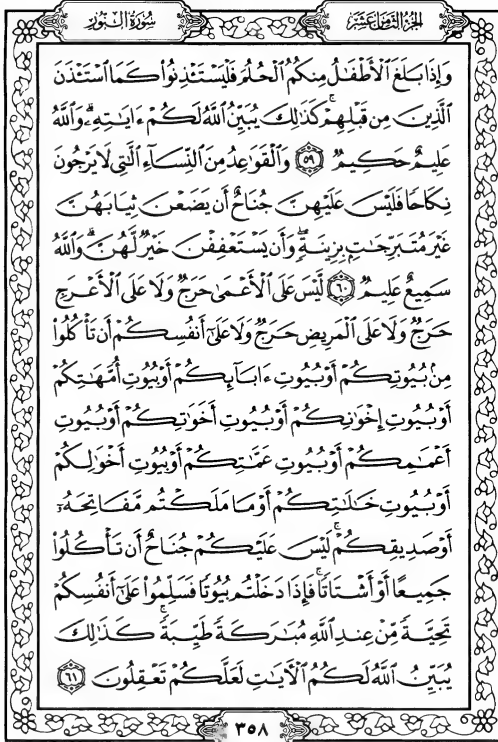 الجزء الثامن عشر
سورة النور
وَإِذَا بَلَغَ ٱلْأَطْفَٰلُ مِنكُمُ ٱلْحُلُمَ فَلْيَسْتَـْٔذِنُوا۟ كَمَا ٱسْتَـْٔذَنَ
ٱلَّذِينَ مِن قَبْلِهِمْ ۚ كَذَٰلِكَ يُبَيِّنُ ٱللَّهُ لَكُمْ ءَايَٰتِهِۦ ۗ وَٱللَّهُ
عَلِيمٌ حَكِيمٌ ٥٩ وَٱلْقَوَٰعِدُ مِنَ ٱلنِّسَآءِ ٱلَّٰتِى لَا يَرْجُونَ
نِكَاحًا فَلَيْسَ عَلَيْهِنَّ جُنَاحٌ أَن يَضَعْنَ ثِيَابَهُنَّ
غَيْرَ مُتَبَرِّجَٰتٍۭ بِزِينَةٍ ۖ وَأَن يَسْتَعْفِفْنَ خَيْرٌ لَّهُنَّ ۗ وَٱللَّهُ
سَمِيعٌ عَلِيمٌ ٦٠ لَّيْسَ عَلَى ٱلْأَعْمَىٰ حَرَجٌ وَلَا عَلَى ٱلْأَعْرَجِ
حَرَجٌ وَلَا عَلَى ٱلْمَرِيضِ حَرَجٌ وَلَا عَلَىٰٓ أَنفُسِكُمْ أَن تَأْكُلُوا۟
مِنۢ بُيُوتِكُمْ أَوْ بُيُوتِ ءَابَآئِكُمْ أَوْ بُيُوتِ أُمَّهَٰتِكُمْ
أَوْ بُيُوتِ إِخْوَٰنِكُمْ أَوْ بُيُوتِ أَخَوَٰتِكُمْ أَوْ بُيُوتِ
أَعْمَٰمِكُمْ أَوْ بُيُوتِ عَمَّٰتِكُمْ أَوْ بُيُوتِ أَخْوَٰلِكُمْ
أَوْ بُيُوتِ خَٰلَٰتِكُمْ أَوْ مَا مَلَكْتُم مَّفَاتِحَهُۥٓ
أَوْ صَدِيقِكُمْ ۚ لَيْسَ عَلَيْكُمْ جُنَاحٌ أَن تَأْكُلُوا۟
جَمِيعًا أَوْ أَشْتَاتًا ۚ فَإِذَا دَخَلْتُم بُيُوتًا فَسَلِّمُوا۟ عَلَىٰٓ أَنفُسِكُمْ
تَحِيَّةً مِّنْ عِندِ ٱللَّهِ مُبَٰرَكَةً طَيِّبَةً ۚ كَذَٰلِكَ
يُبَيِّنُ ٱللَّهُ لَكُمُ ٱلْءَايَٰتِ لَعَلَّكُمْ تَعْقِلُونَ ٦١
٣٥٨